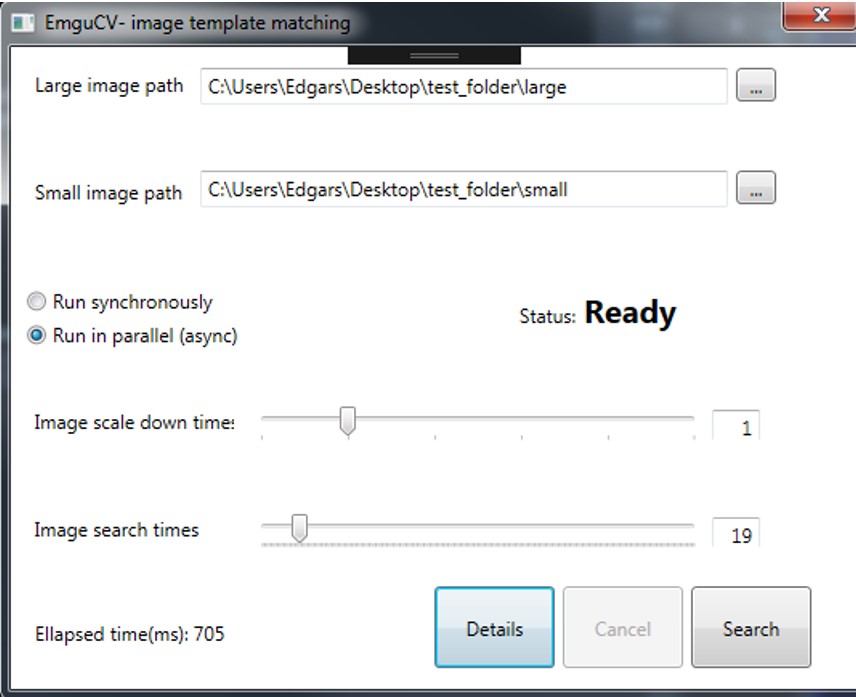 EmguCV- image template matching
Large image path C:\Users\Edgars\Desktop\test_folder\large ...
Small image path C:\Users\Edgars\Desktop\test_folder\small ...
Run synchronously
Status: Ready
Run in parallel (async)
Image scale down times 1
Image search times 19
Ellapsed time(ms): 705
Details Cancel Search